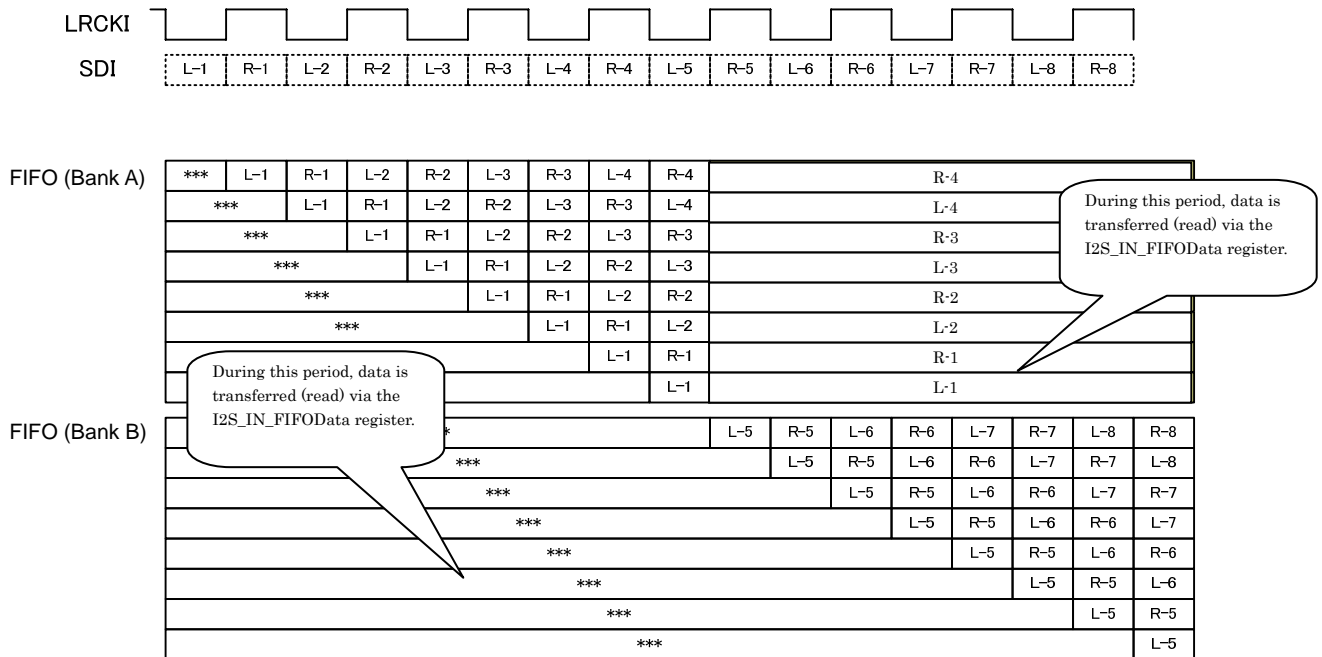 LRCKI
SDI L-1 R-1 L-2 R-2 L-3 R-3 L-4 R-4 L-5 R-5 L-6 R-6 L-7 R-7 L-8 R-8
FIFO (Bank A) *** L-1 R-1 L-2 R-2 L-3 R-3 L-4 R-4 R-4
*** L-1 R-1 L-2 R-2 L-3 R-3 L-4 L-4
*** L-1 R-1 L-2 R-2 L-3 R-3 R-3
*** L-1 R-1 L-2 R-2 L-3 L-3
*** L-1 R-1 L-2 R-2 R-2
*** L-1 R-1 L-2 L-2
L-1 R-1 R-1
L-1 L-1
During this period, data is
transferred (read) via the
I2S_IN_FIFOData register.
During this period, data is
transferred (read) via the
I2S_IN_FIFOData register.
FIFO (Bank B) * L-5 R-5 L-6 R-6 L-7 R-7 L-8 R-8
*** L-5 R-5 L-6 R-6 L-7 R-7 L-8
*** L-5 R-5 L-6 R-6 L-7 R-7
*** L-5 R-5 L-6 R-6 L-7
*** L-5 R-5 L-6 R-6
*** L-5 R-5 L-6
*** L-5 R-5
*** L-5